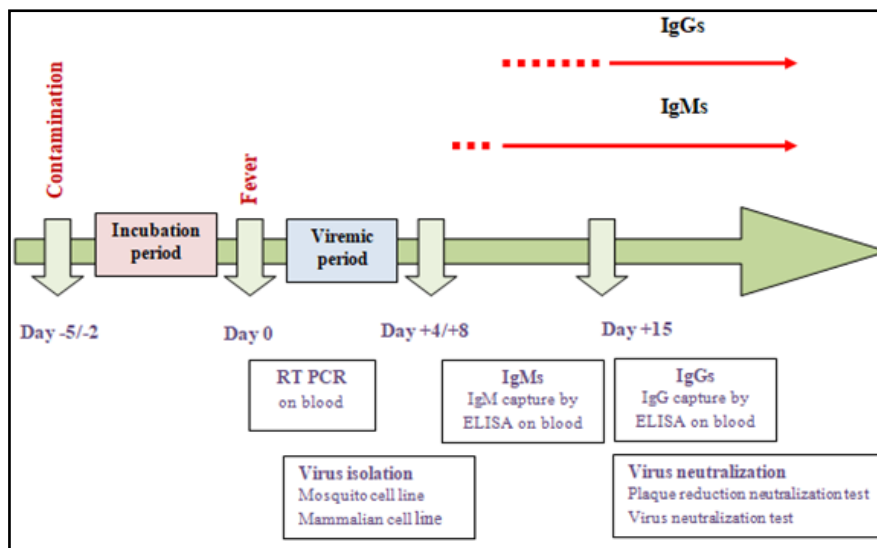 IgGs
IgMs
Contamination
Fever
Incubation
period
Viremic
period
Day -5/-2
Day 0
Day +4/+8
Day +15
RT PCR
on blood
IgMs
IgM capture by
ELISA on blood
IgGs
IgG capture by
ELISA on blood
Virus isolation
Mosquito cell line
Mammalian cell line
Virus neutralization
Plaque reduction neutralization test
Virus neutralization test